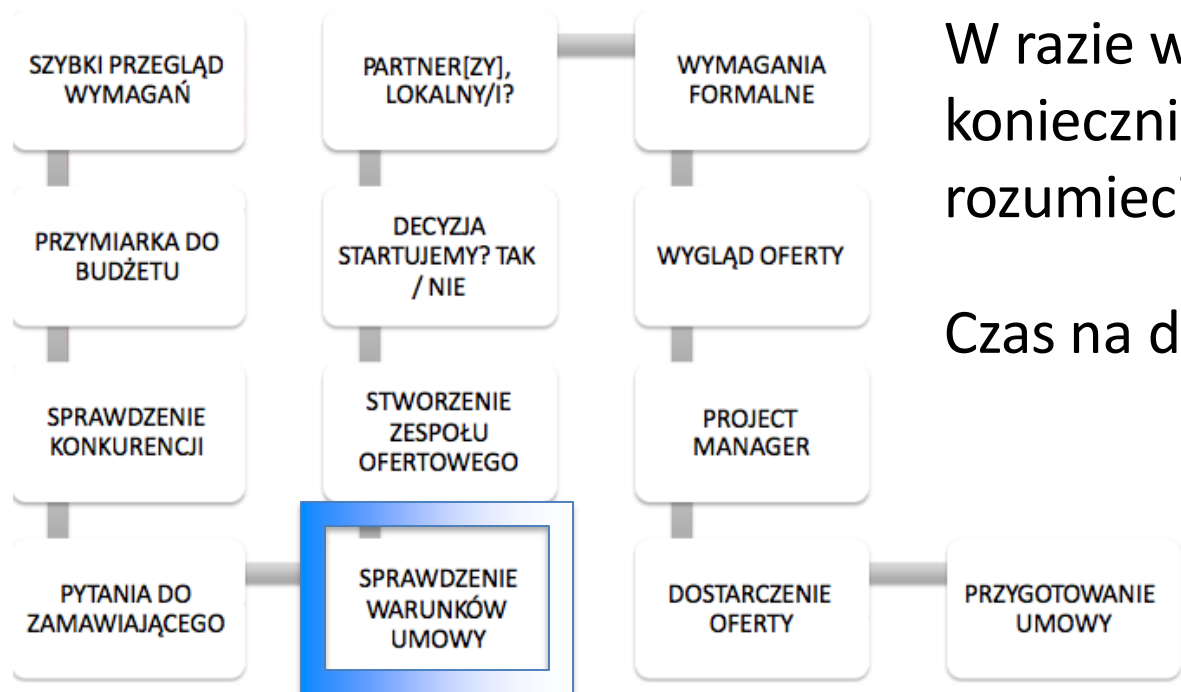 SZYBKI PRZEGLĄD
WYMAGAŃ
PRZYMIARKA DO
BUDŻETU
SPRAWDZENIE
KONKURENCJI
PYTANIA DO
ZAMAWIAJĄCEGO
SPRAWDZENIE
WARUNKÓW
UMOWY
STWORZENIE
ZESPOŁU
OFERTOWEGO
DECYZJA
STARTUJEMY? TAK
/ NIE
PARTNER[ZY],
LOKALNY/I?
WYMAGANIA
FORMALNE
WYGLĄD OFERTY
PROJECT
MANAGER
DOSTARCZENIE
OFERTY
PRZYGOTOWANIE
UMOWY
W razie
Czas na